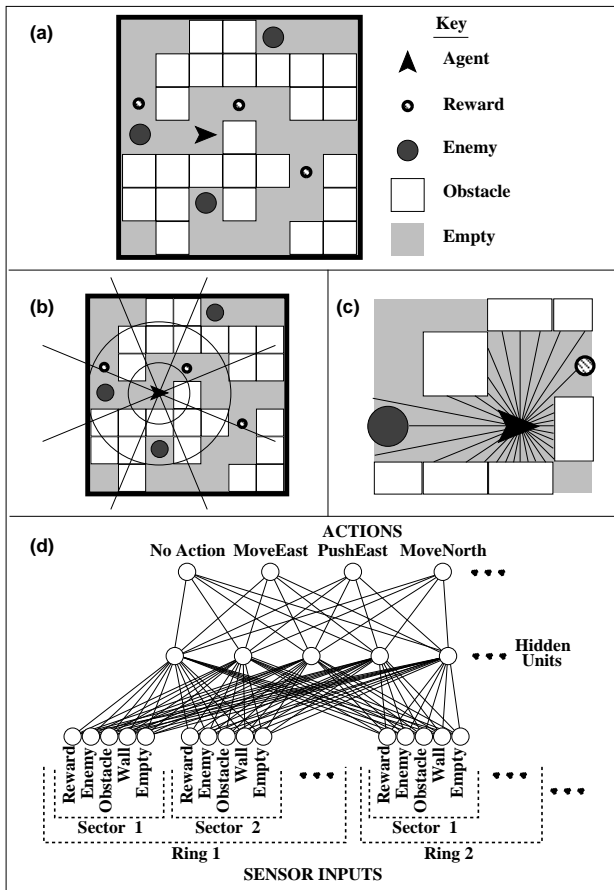 (a)
Key
Agent
Reward
Enemy
Obstacle
Empty
(b)
(c)
(d)
ACTIONS
No Action MoveEast PushEast MoveNorth
Hidden
Units
Reward Enemy Obstacle Wall Empty Reward Enemy Obstacle Wall Empty Reward Enemy Obstacle Wall Empty
Sector 1 Sector 2 Sector 1
Ring 1 Ring 2
SENSOR INPUTS